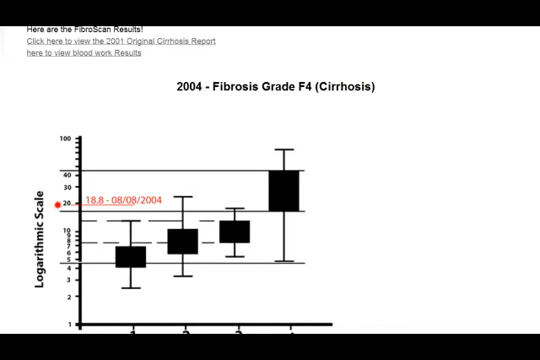 Here are the FibroScan Results!
Click here to view the 2001 Original Cirrhosis Report
here to view blood work Results
2004 - Fibrosis Grade F4 (Cirrhosis)
100
40
30
20
18.8 - 08/08/2004
10
9
8
7
6
5
4
3
2
1
Logarithmic Scale